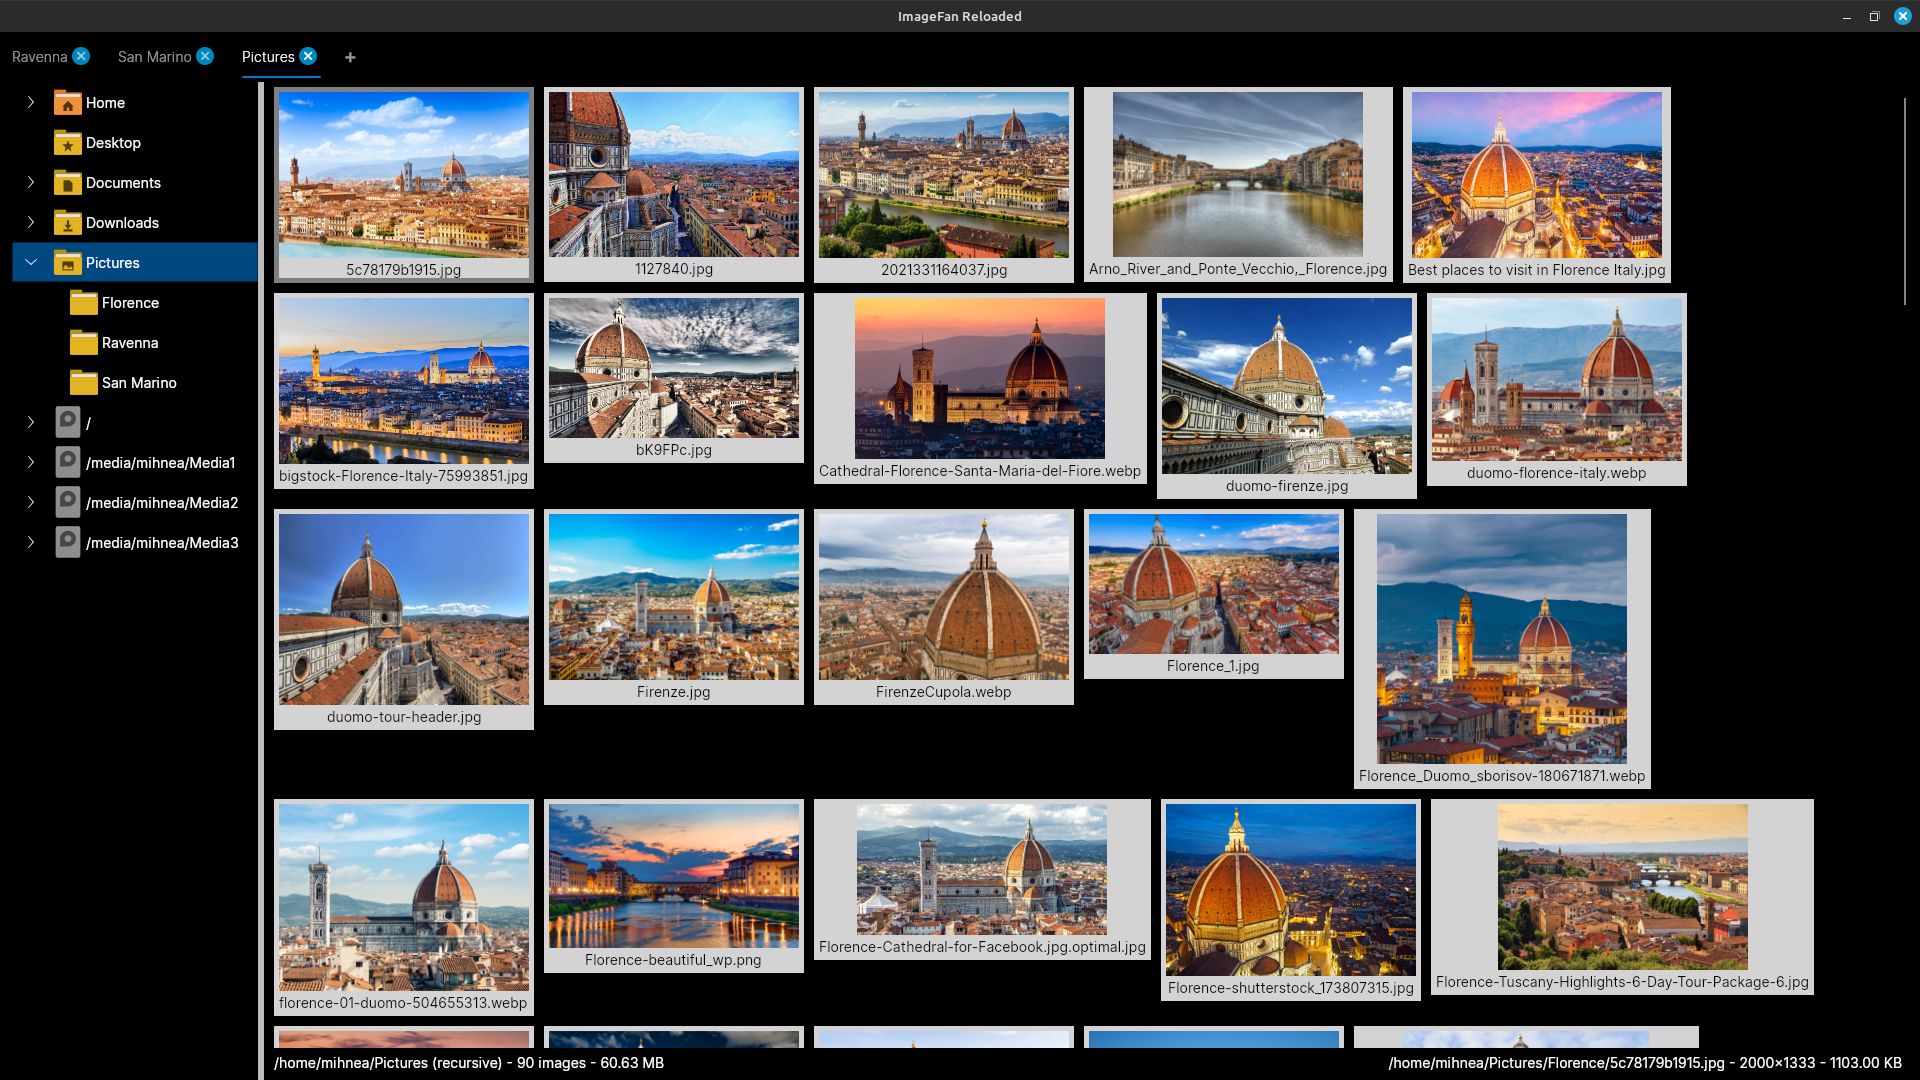 ImageFan Reloaded
Ravenna
San Marino
Pictures
+
Home
Desktop
Documents
Downloads
Pictures
Florence
Ravenna
San Marino
/
/media/mihnea/Media1
/media/mihnea/Media2
/media/mihnea/Media3
5c78179b1915.jpg
1127840.jpg
2021331164037.jpg
Arno_River_and_Ponte_Vecchio,_Florence.jpg
Best places to visit in Florence Italy.jpg
bigstock-Florence-Italy-75993851.jpg
bK9FPc.jpg
Cathedral-Florence-Santa-Maria-del-Fiore.webp
duomo-firenze.jpg
duomo-florence-italy.webp
duomo-tour-header.jpg
Firenze.jpg
FirenzeCupola.webp
Florence_1.jpg
Florence_Duomo_sborisov-180671871.webp
florence-01-duomo-504655313.webp
Florence-beautiful_wp.png
Florence-Cathedral-for-Facebook.jpg.optimal.jpg
Florence-shutterstock_173807315.jpg
Florence-Tuscany-Highlights-6-Day-Tour-Package-6.jpg
/home/mihnea/Pictures (recursive) - 90 images - 60.63 MB
/home/mihnea/Pictures/Florence/5c78179b1915.jpg - 2000×1333 - 1103.00 KB